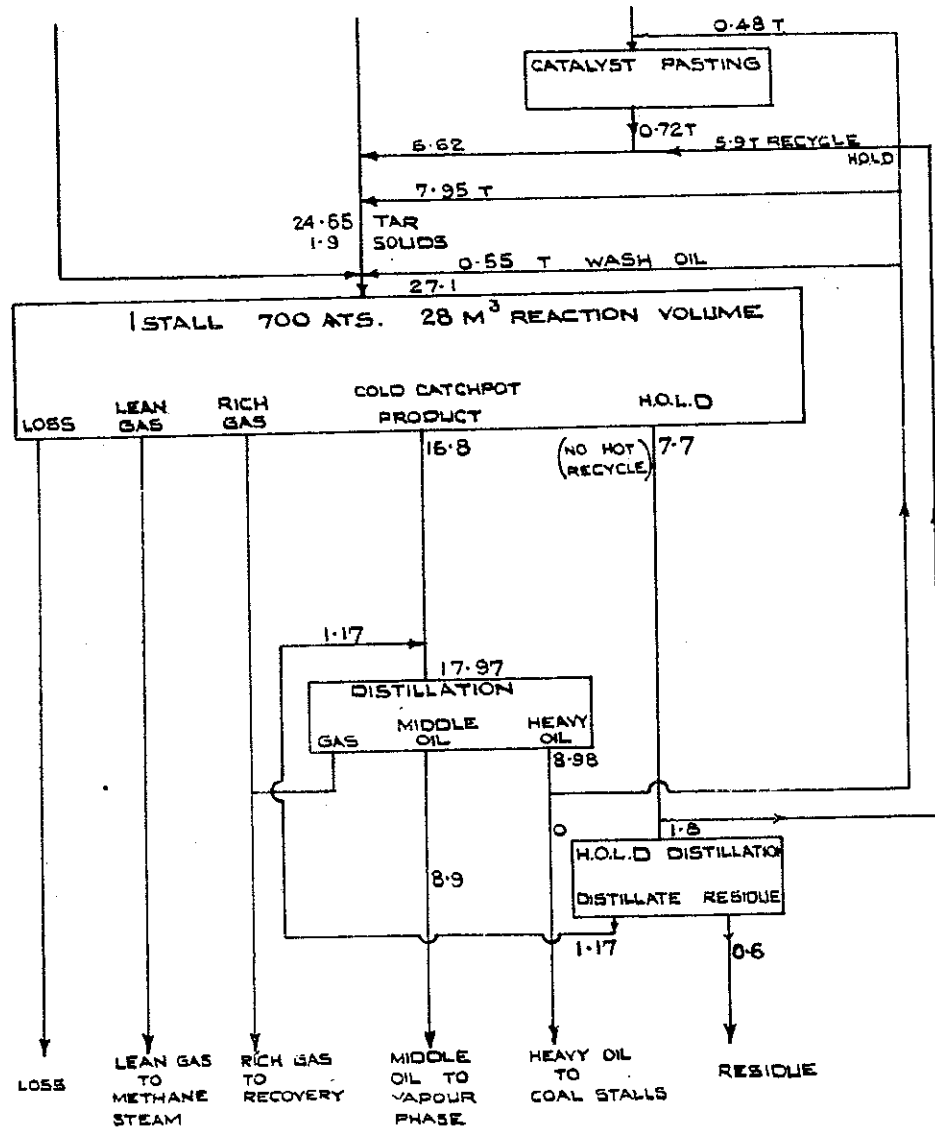 0.48 T
CATALYST PASTING
0.72T
6.62
5.9T RECYCLE
H.O.L.D
7.95 T
24.65 TAR
1.9 SOLIDS
0.55 T WASH OIL
27.1
1 STALL 700 ATS. 28 M³ REACTION VOLUME
LOSS
LEAN
GAS
RICH
GAS
COLD CATCHPOT
PRODUCT
H.O.L.D
16.8
(NO HOT
RECYCLE)
7.7
1.17
17.97
DISTILLATION
GAS
MIDDLE
OIL
HEAVY
OIL
8.98
0
1.8
H.O.L.D DISTILLATION
DISTILLATE RESIDUE
8.9
1.17
0.6
LOSS
LEAN GAS
TO
METHANE
STEAM
RICH GAS
TO
RECOVERY
MIDDLE
OIL TO
VAPOUR
PHASE
HEAVY OIL
TO
COAL STALLS
RESIDUE